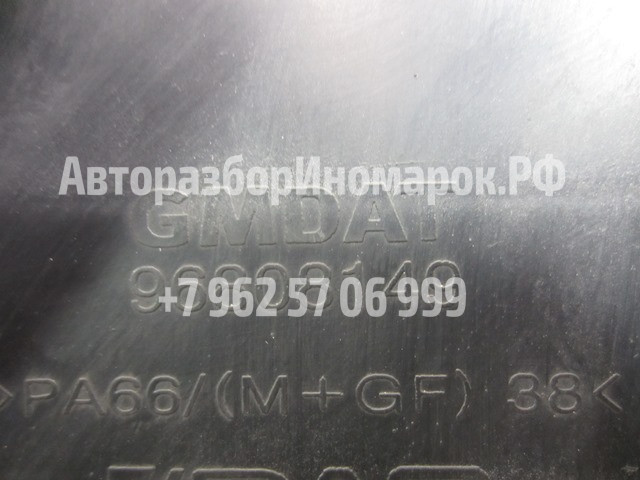 АвторазборИномарок.РФ
GMDAT
+7 962 57 06 999
>PA66/(M+GF) 38<